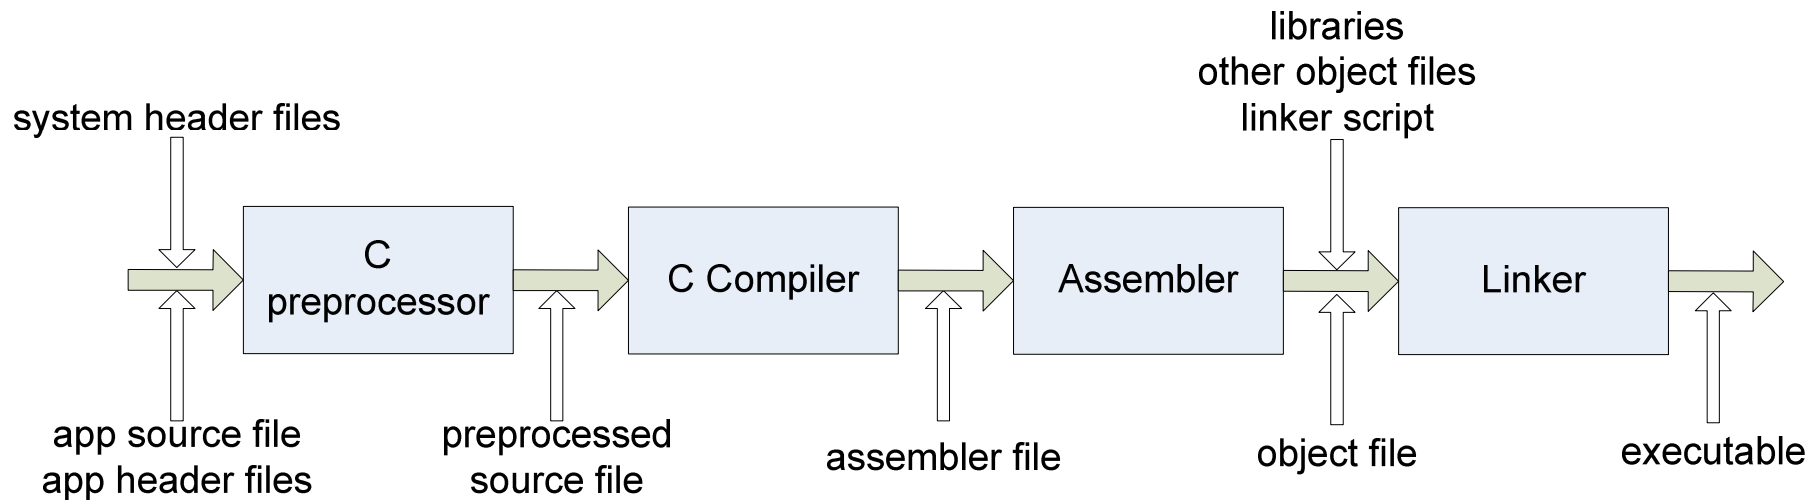 libraries
other object files
linker script
system header files
C
preprocessor
C Compiler
Assembler
Linker
app source file
app header files
preprocessed
source file
assembler file
object file
executable